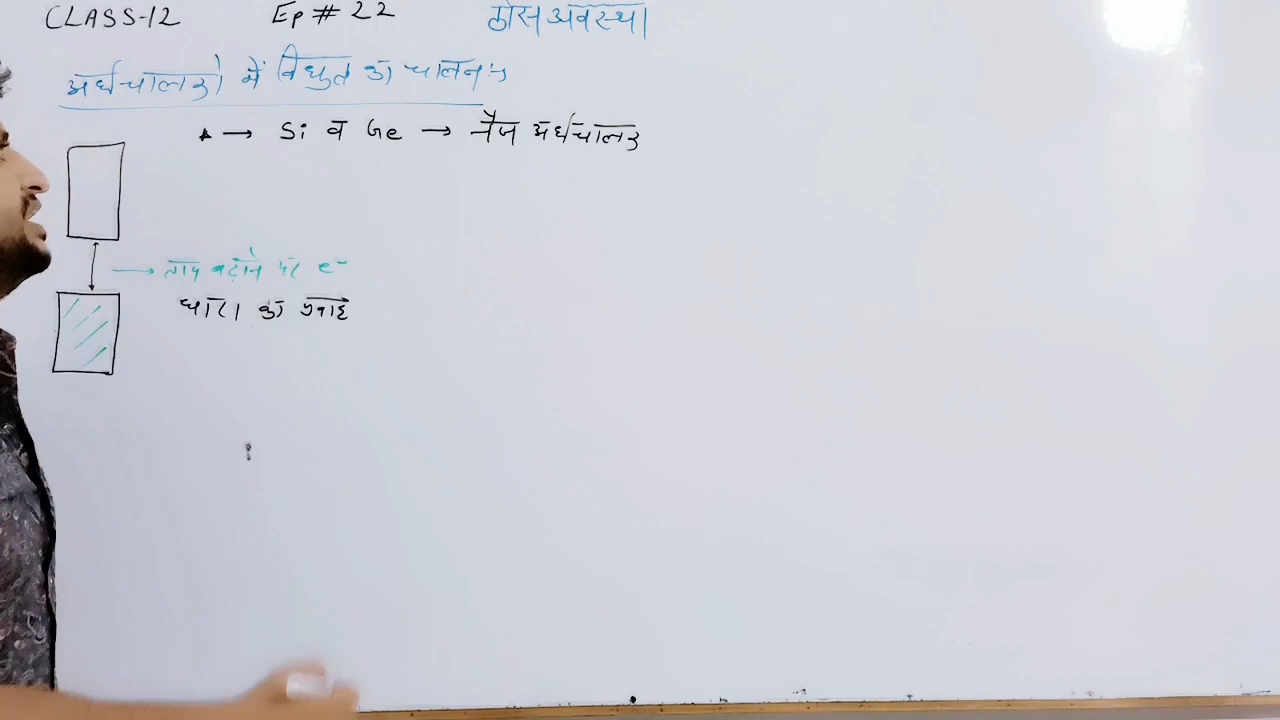 CLASS-12 Ep # 22 ठोस अवस्था
अर्धचालकों में विद्युत का चालन :-
→ Si व Ge → नैज अर्धचालक
→ ताप बढ़ाने पर e⁻
धारा का प्रवाह